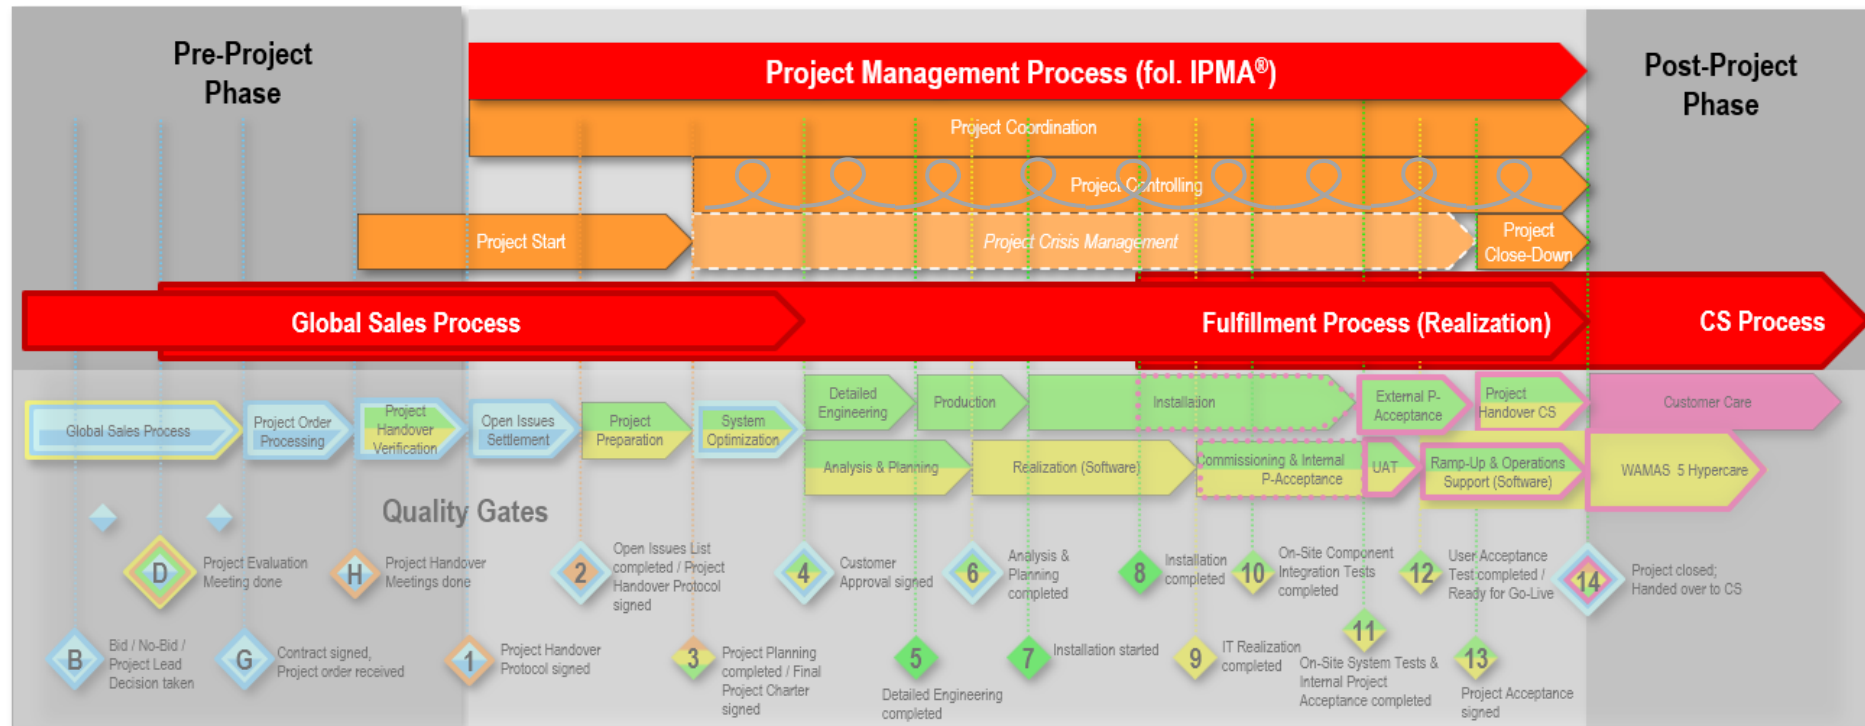 Pre-Project
Phase
Project Management Process (fol. IPMA®)
Post-Project
Phase
Project Coordination
Project Controlling
Project Start
Project Crisis Management
Project
Close-Down
Global Sales Process
Fulfillment Process (Realization)
CS Process
Global Sales Process
Project Order
Processing
Project
Handover
Verification
Open Issues
Settlement
Project
Preparation
System
Optimization
Detailed
Engineering
Production
Installation
External P-
Acceptance
Project
Handover CS
Customer Care
Analysis & Planning
Realization (Software)
Commissioning & Internal
P-Acceptance
UAT
Ramp-Up & Operations
Support (Software)
WAMAS 5 Hypercare
Quality Gates
D
Project Evaluation
Meeting done
H
Project Handover
Meetings done
2
Open Issues List
completed / Project
Handover Protocol
signed
4
Customer
Approval signed
6
Analysis &
Planning
completed
8
Installation
completed
10
On-Site Component
Integration Tests
completed
12
User Acceptance
Test completed /
Ready for Go-Live
14
Project closed;
Handed over to CS
B
Bid / No-Bid /
Project Lead
Decision taken
G
Contract signed,
Project order received
1
Project Handover
Protocol signed
3
Project Planning
completed / Final
Project Charter
signed
5
Detailed Engineering
completed
7
Installation started
9
IT Realization
completed
11
On-Site System Tests &
Internal Project
Acceptance completed
13
Project Acceptance
signed